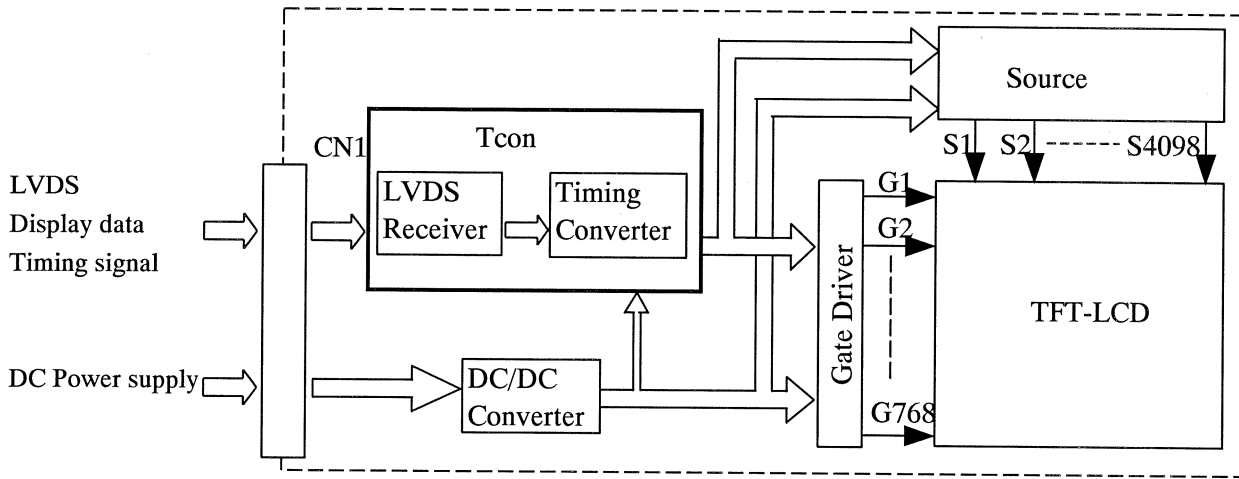 LVDS
Display data
Timing signal
DC Power supply
CN1
Tcon
LVDS
Receiver
Timing
Converter
DC/DC
Converter
Gate Driver
Source
S1
S2
S4098
G1
G2
G768
TFT-LCD